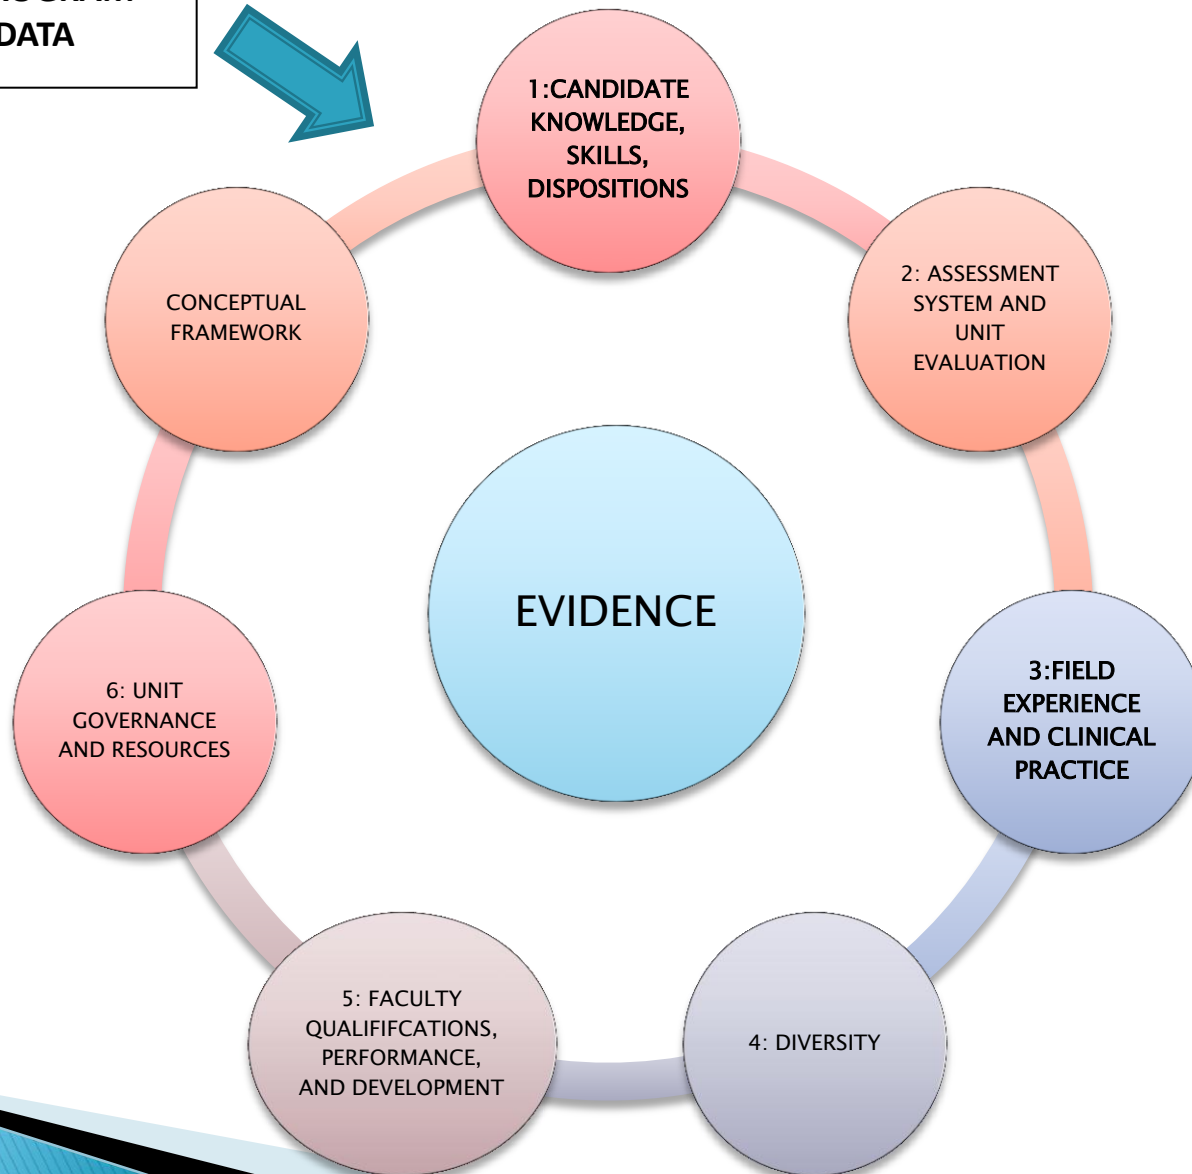 DATA
1:CANDIDATE
KNOWLEDGE,
SKILLS,
DISPOSITIONS
2: ASSESSMENT
SYSTEM AND
UNIT
EVALUATION
3:FIELD
EXPERIENCE
AND CLINICAL
PRACTICE
4: DIVERSITY
5: FACULTY
QUALIFIFCATIONS,
PERFORMANCE,
AND DEVELOPMENT
6: UNIT
GOVERNANCE
AND RESOURCES
CONCEPTUAL
FRAMEWORK
EVIDENCE